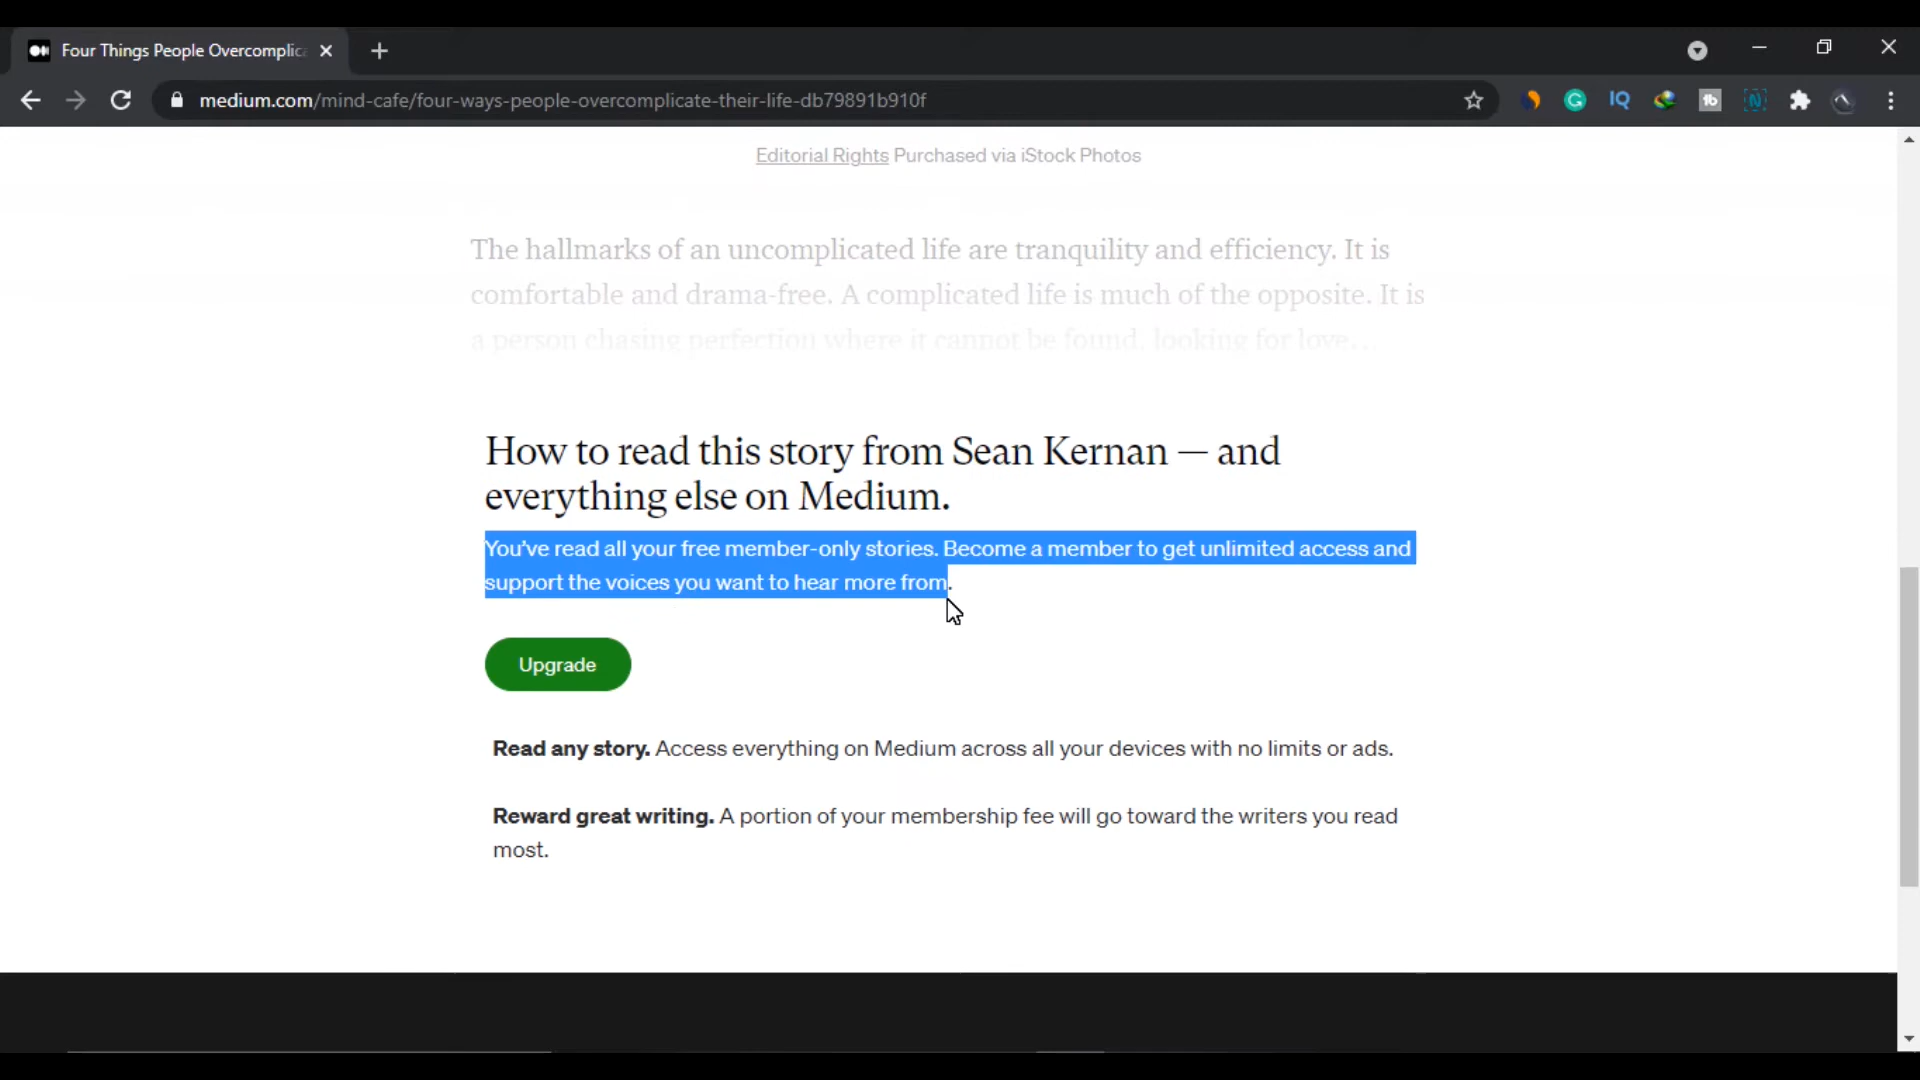 Four Things People Overcomplic
medium.com/mind-cafe/four-ways-people-overcomplicate-their-life-db79891b910f
Editorial Rights Purchased via iStock Photos
The hallmarks of an uncomplicated life are tranquility and efficiency. It is
comfortable and drama-free. A complicated life is much of the opposite. It is
a person chasing perfection where it cannot be found, looking for love…
How to read this story from Sean Kernan — and
everything else on Medium.
You’ve read all your free member-only stories. Become a member to get unlimited access and
support the voices you want to hear more from.
Upgrade
Read any story. Access everything on Medium across all your devices with no limits or ads.
Reward great writing. A portion of your membership fee will go toward the writers you read
most.